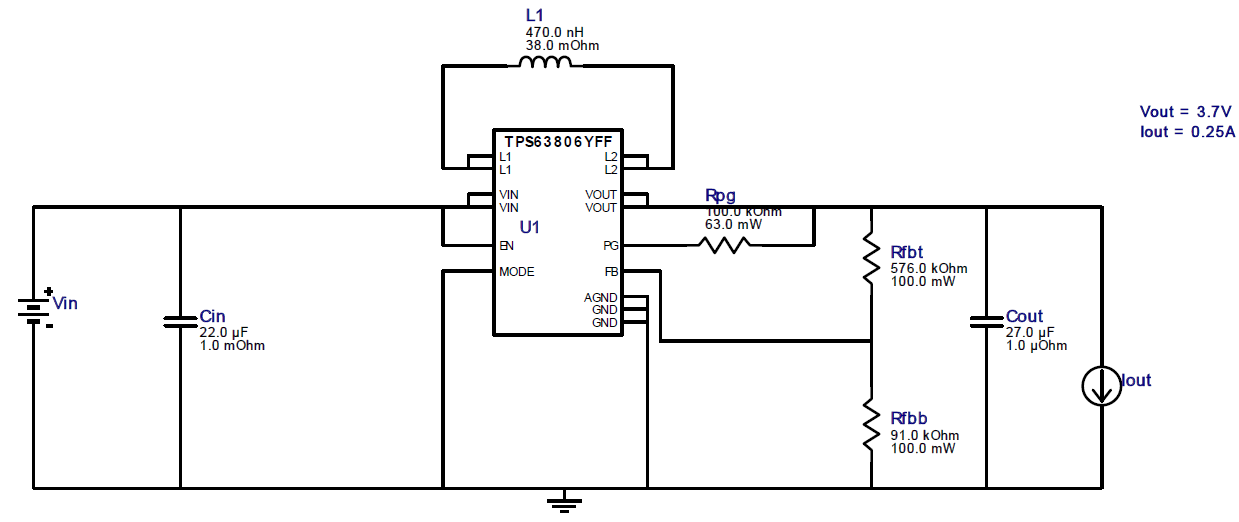 L1
470.0 nH
38.0 mOhm
Vout = 3.7V
Iout = 0.25A
TPS63806YFF
L1
L1
L2
L2
VIN
VIN
VOUT
VOUT
U1
EN
PG
MODE
FB
AGND
GND
GND
Rpg
100.0 kOhm
63.0 mW
Rfbt
576.0 kOhm
100.0 mW
+
Vin
-
Cin
22.0 µF
1.0 mOhm
Cout
27.0 µF
1.0 µOhm
Iout
Rfbb
91.0 kOhm
100.0 mW